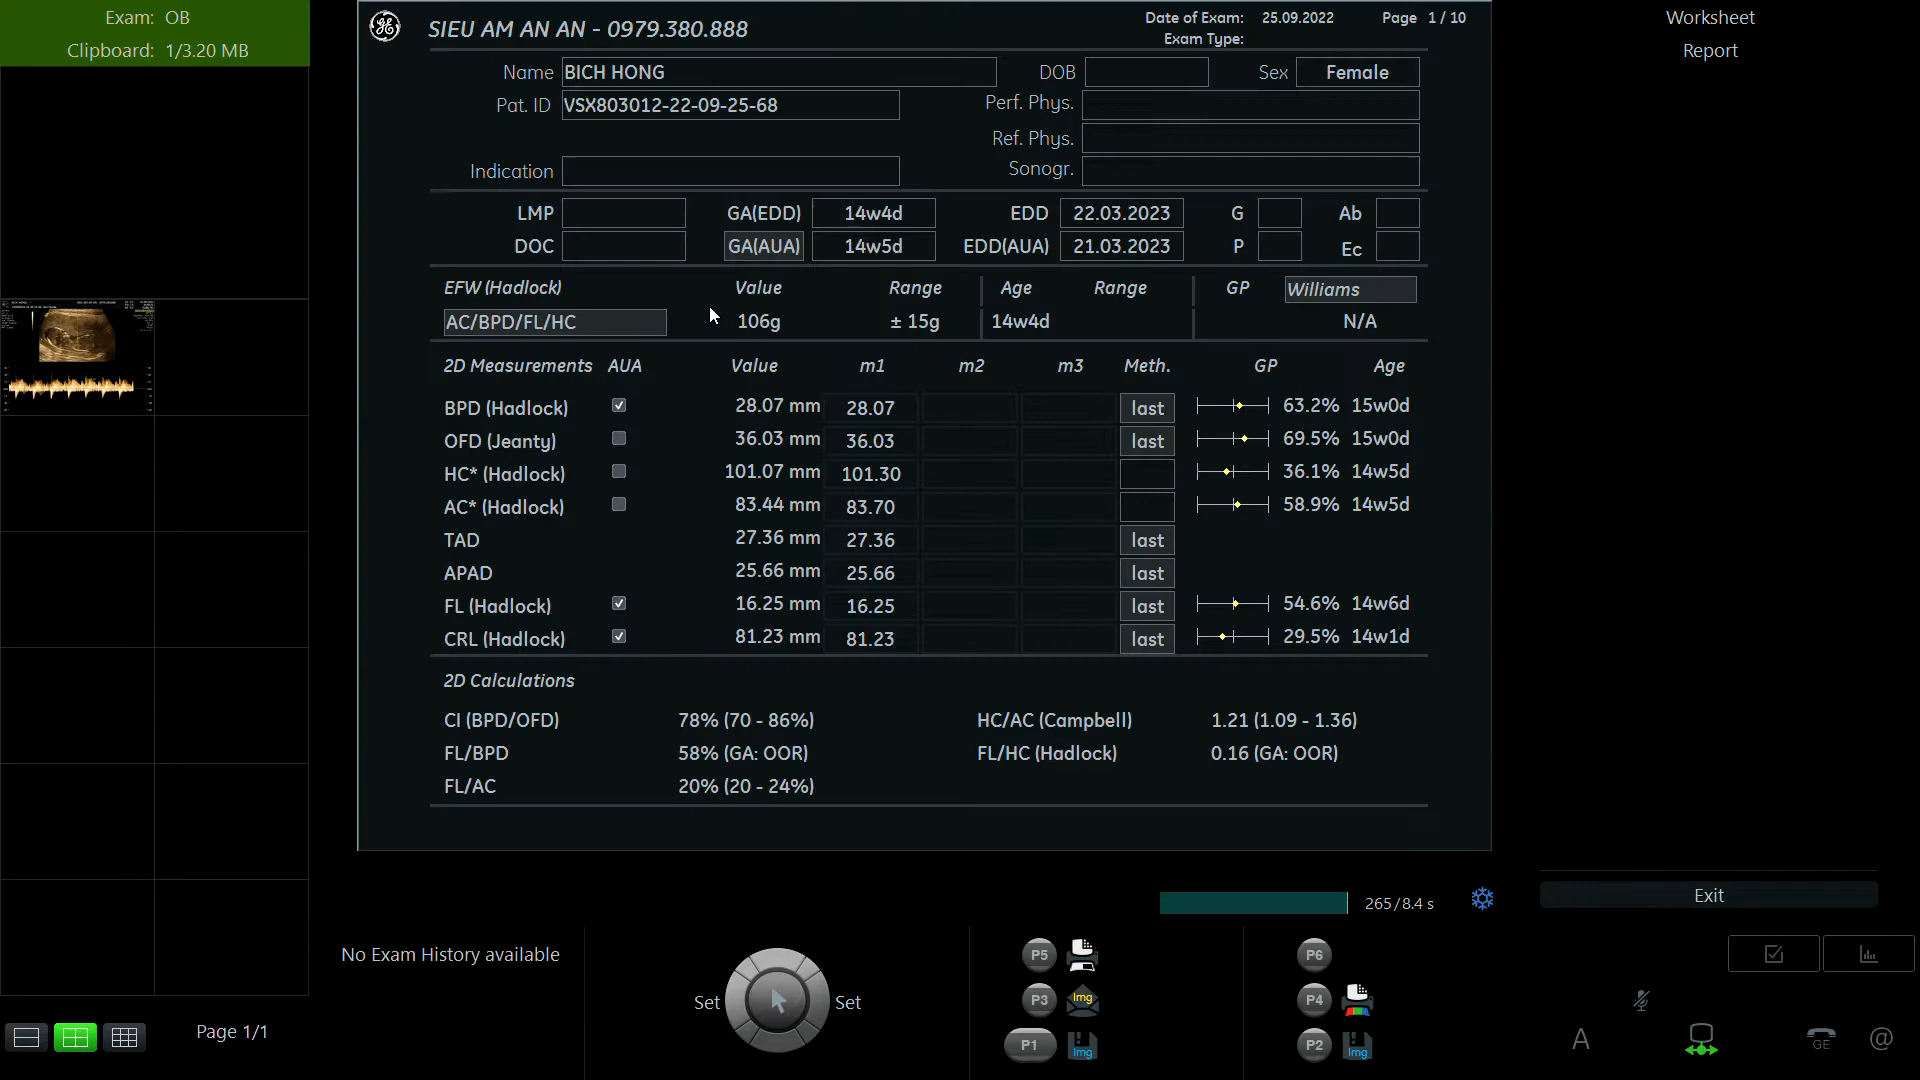 Exam: OB
Clipboard: 1/3.20 MB
SIEU AM AN AN - 0979.380.888
Date of Exam: 25.09.2022 Page 1 / 10
Exam Type:
Name BICH HONG DOB Sex Female
Pat. ID VSX803012-22-09-25-68 Perf. Phys.
Ref. Phys.
Indication Sonogr.
LMP GA(EDD) 14w4d EDD 22.03.2023 G Ab
DOC GA(AUA) 14w5d EDD(AUA) 21.03.2023 P Ec
EFW (Hadlock) Value Range Age Range GP Williams
AC/BPD/FL/HC 106g ± 15g 14w4d N/A
2D Measurements AUA Value m1 m2 m3 Meth. GP Age
BPD (Hadlock) 28.07 mm 28.07 last 63.2% 15w0d
OFD (Jeanty) 36.03 mm 36.03 last 69.5% 15w0d
HC* (Hadlock) 101.07 mm 101.30 36.1% 14w5d
AC* (Hadlock) 83.44 mm 83.70 58.9% 14w5d
TAD 27.36 mm 27.36 last
APAD 25.66 mm 25.66 last
FL (Hadlock) 16.25 mm 16.25 last 54.6% 14w6d
CRL (Hadlock) 81.23 mm 81.23 last 29.5% 14w1d
2D Calculations
CI (BPD/OFD) 78% (70 - 86%) HC/AC (Campbell) 1.21 (1.09 - 1.36)
FL/BPD 58% (GA: OOR) FL/HC (Hadlock) 0.16 (GA: OOR)
FL/AC 20% (20 - 24%)
Worksheet
Report
265/8.4 s
Exit
No Exam History available
Set Set
P5 P6
P3 Img P4
P1 Img P2 Img
Page 1/1
A GE @